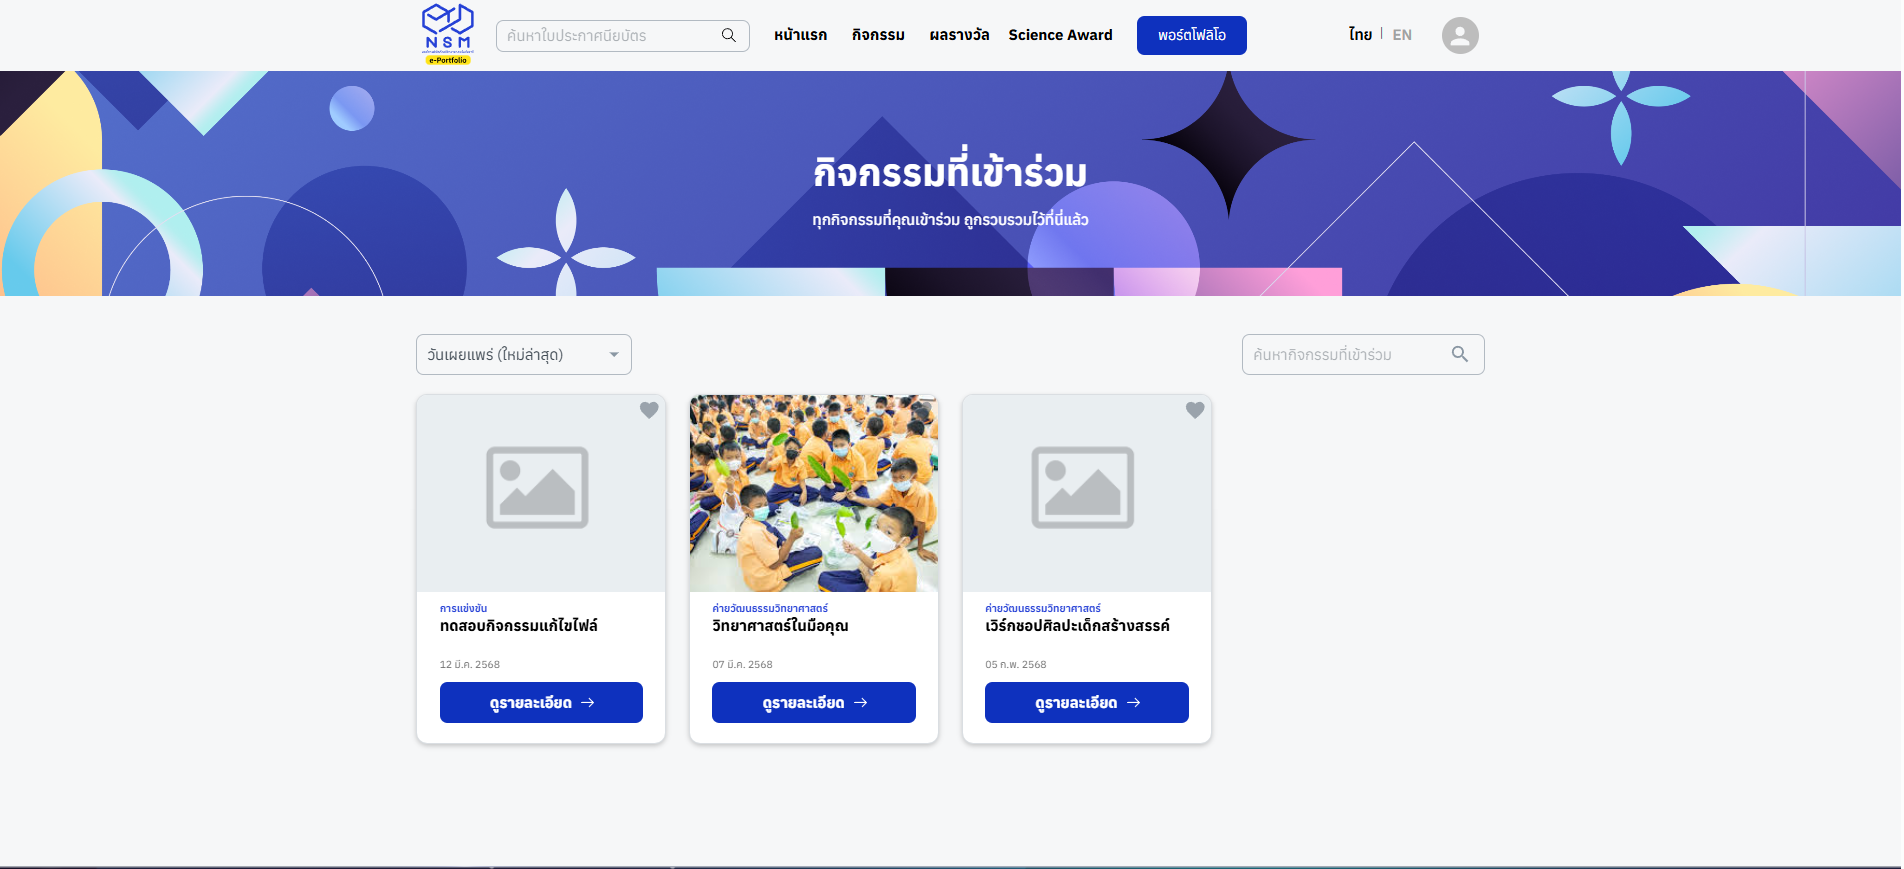 NSM
e-Portfolio
ค้นหาใบประกาศนียบัตร
หน้าแรก
กิจกรรม
ผลรางวัล
Science Award
พอร์ตโฟลิโอ
ไทย
EN
กิจกรรมที่เข้าร่วม
ทุกกิจกรรมที่คุณเข้าร่วม ถูกรวบรวมไว้ที่นี่แล้ว
วันเผยแพร่ (ใหม่ล่าสุด)
ค้นหากิจกรรมที่เข้าร่วม
การแข่งขัน
ทดสอบกิจกรรมแก้ไขไฟล์
12 มี.ค. 2568
ดูรายละเอียด
ค่ายวัฒนธรรมวิทยาศาสตร์
วิทยาศาสตร์ในมือคุณ
07 มี.ค. 2568
ดูรายละเอียด
ค่ายวัฒนธรรมวิทยาศาสตร์
เวิร์กชอปศิลปะเด็กสร้างสรรค์
05 ก.พ. 2568
ดูรายละเอียด